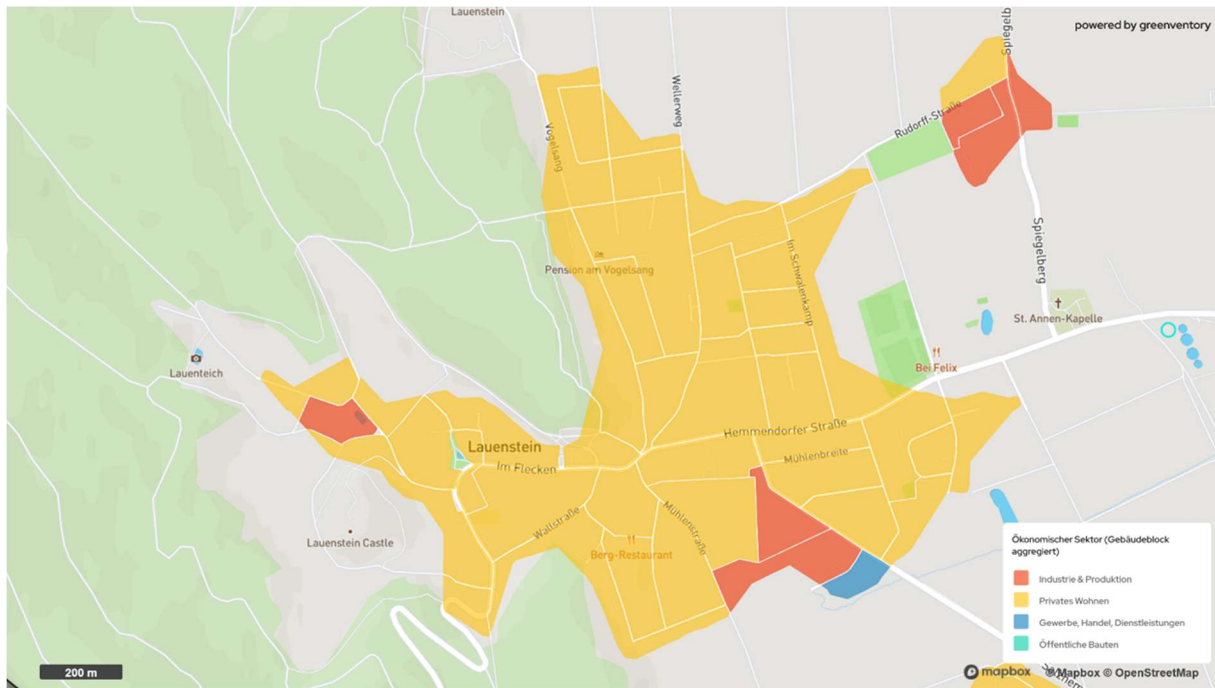 Lauenstein
powered by greenventory
Spiegelb
Wellerweg
Rudorff-Straße
Vogelsang
Spiegelberg
Im Schwalenkamp
Pension am Vogelsang
St. Annen-Kapelle
Lauenteich
Bei Felix
Hemmendorfer Straße
Lauenstein
Im Flecken
Mühlenbreite
Wallstraße
Mühlenstraße
Lauenstein Castle
Berg-Restaurant
Ökonomischer Sektor (Gebäudeblock
aggregiert)
Industrie & Produktion
Privates Wohnen
Gewerbe, Handel, Dienstleistungen
Öffentliche Bauten
200 m
mapbox
© Mapbox © OpenStreetMap